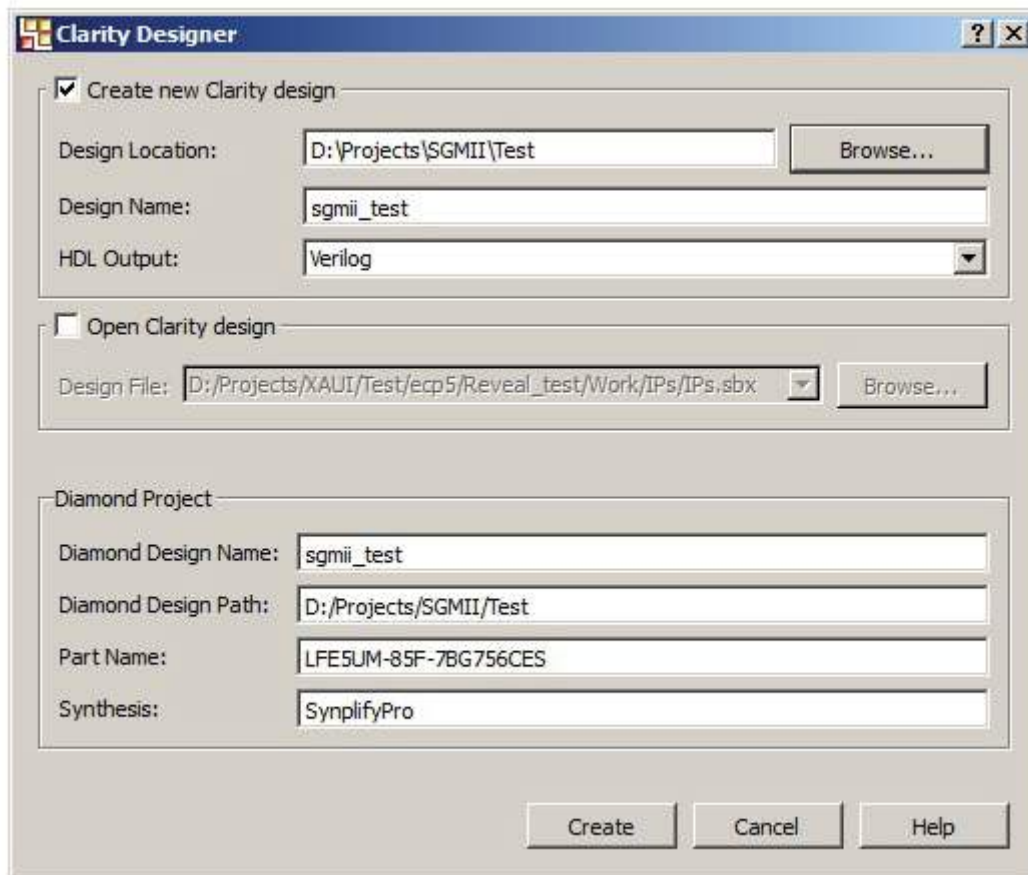 Clarity Designer
Create new Clarity design
Design Location: D:\Projects\SGMII\Test Browse...
Design Name: sgmii_test
HDL Output: Verilog
Open Clarity design
Design File: D:/Projects/XAUI/Test/ecp5/Reveal_test/Work/IPs/IPs.sbx Browse...
Diamond Project
Diamond Design Name: sgmii_test
Diamond Design Path: D:/Projects/SGMII/Test
Part Name: LFE5UM-85F-7BG756CES
Synthesis: SynplifyPro
Create Cancel Help